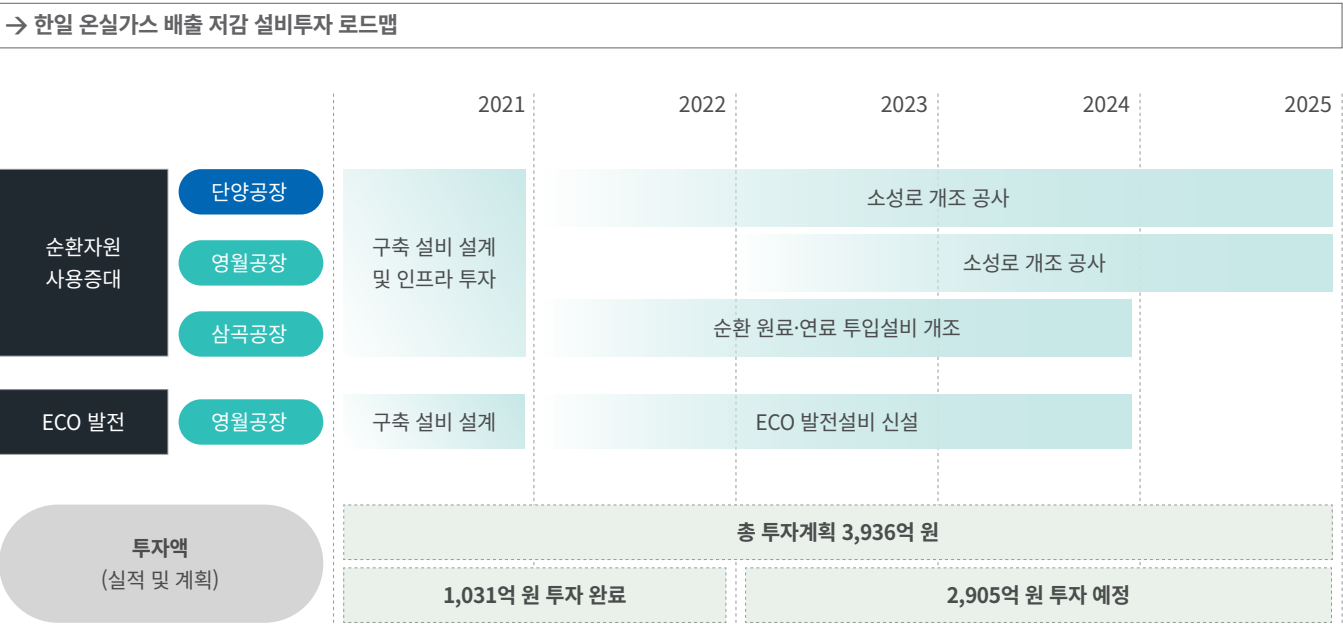 → 한일 온실가스 배출 저감 설비투자 로드맵
2021
2022
2023
2024
2025
순환자원
사용증대
단양공장
영월공장
삼곡공장
구축 설비 설계
및 인프라 투자
소성로 개조 공사
소성로 개조 공사
순환 원료·연료 투입설비 개조
ECO 발전
영월공장
구축 설비 설계
ECO 발전설비 신설
투자액
(실적 및 계획)
총 투자계획 3,936억 원
1,031억 원 투자 완료
2,905억 원 투자 예정